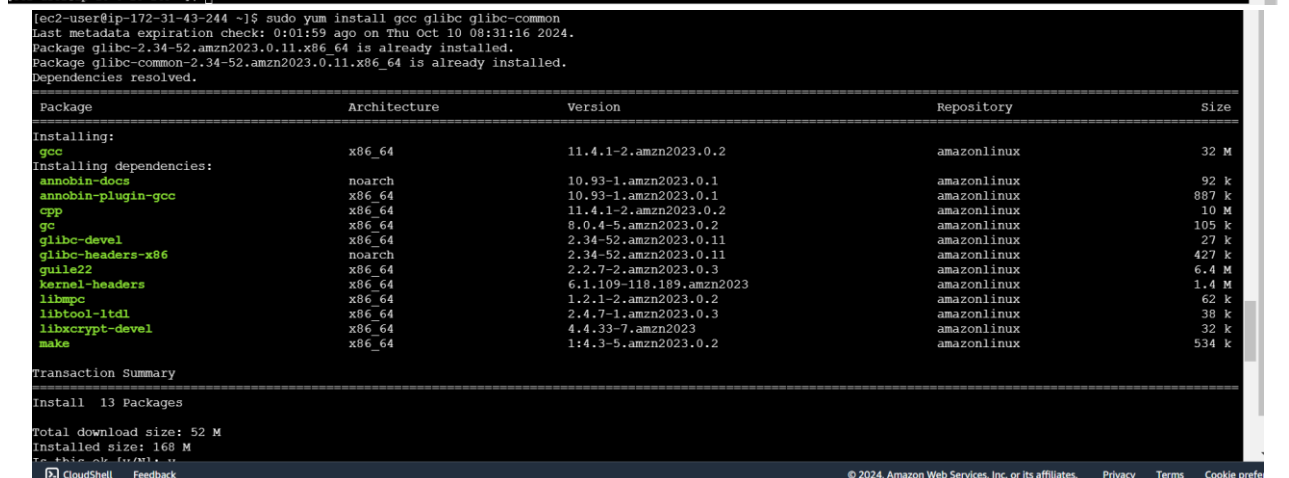 [ec2-user@ip-172-31-43-244 ~]$ sudo yum install gcc glibc glibc-common
Last metadata expiration check: 0:01:59 ago on Thu Oct 10 08:31:16 2024.
Package glibc-2.34-52.amzn2023.0.11.x86_64 is already installed.
Package glibc-common-2.34-52.amzn2023.0.11.x86_64 is already installed.
Dependencies resolved.
Package Architecture Version Repository Size
Installing:
gcc x86_64 11.4.1-2.amzn2023.0.2 amazonlinux 32 M
Installing dependencies:
annobin-docs noarch 10.93-1.amzn2023.0.1 amazonlinux 92 k
annobin-plugin-gcc x86_64 10.93-1.amzn2023.0.1 amazonlinux 887 k
cpp x86_64 11.4.1-2.amzn2023.0.2 amazonlinux 10 M
gc x86_64 8.0.4-5.amzn2023.0.2 amazonlinux 105 k
glibc-devel x86_64 2.34-52.amzn2023.0.11 amazonlinux 27 k
glibc-headers-x86 noarch 2.34-52.amzn2023.0.11 amazonlinux 427 k
guile22 x86_64 2.2.7-2.amzn2023.0.3 amazonlinux 6.4 M
kernel-headers x86_64 6.1.109-118.189.amzn2023 amazonlinux 1.4 M
libmpc x86_64 1.2.1-2.amzn2023.0.2 amazonlinux 62 k
libtool-ltdl x86_64 2.4.7-1.amzn2023.0.3 amazonlinux 38 k
libxcrypt-devel x86_64 4.4.33-7.amzn2023 amazonlinux 32 k
make x86_64 1:4.3-5.amzn2023.0.2 amazonlinux 534 k
Transaction Summary
Install 13 Packages
Total download size: 52 M
Installed size: 168 M
Is this ok [y/N]: y
CloudShell Feedback © 2024, Amazon Web Services, Inc. or its affiliates. Privacy Terms Cookie prefe